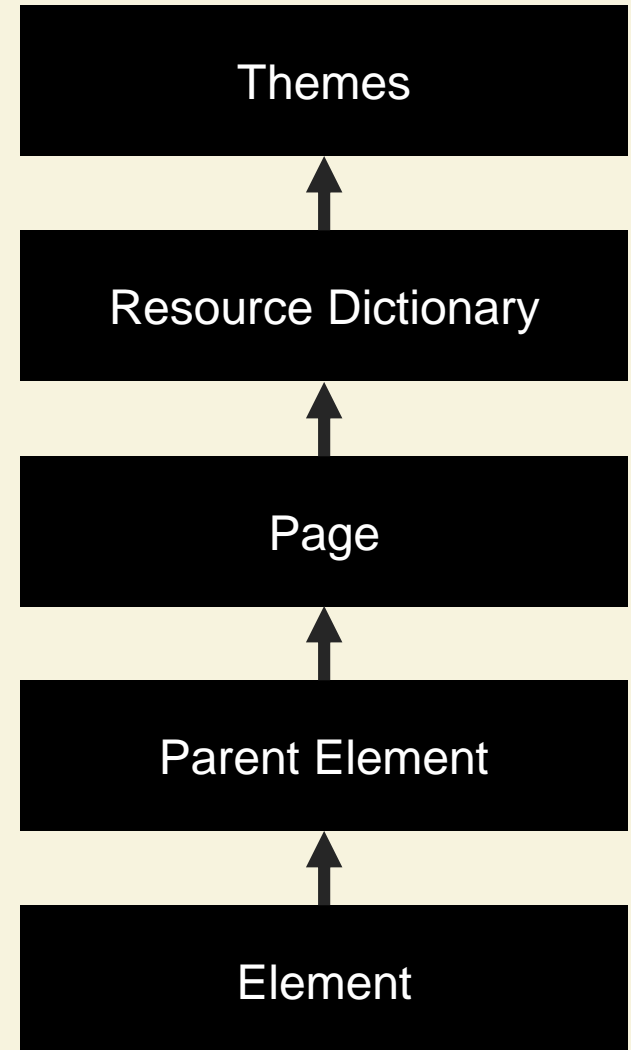 Themes
Resource Dictionary
Page
Parent Element
Element